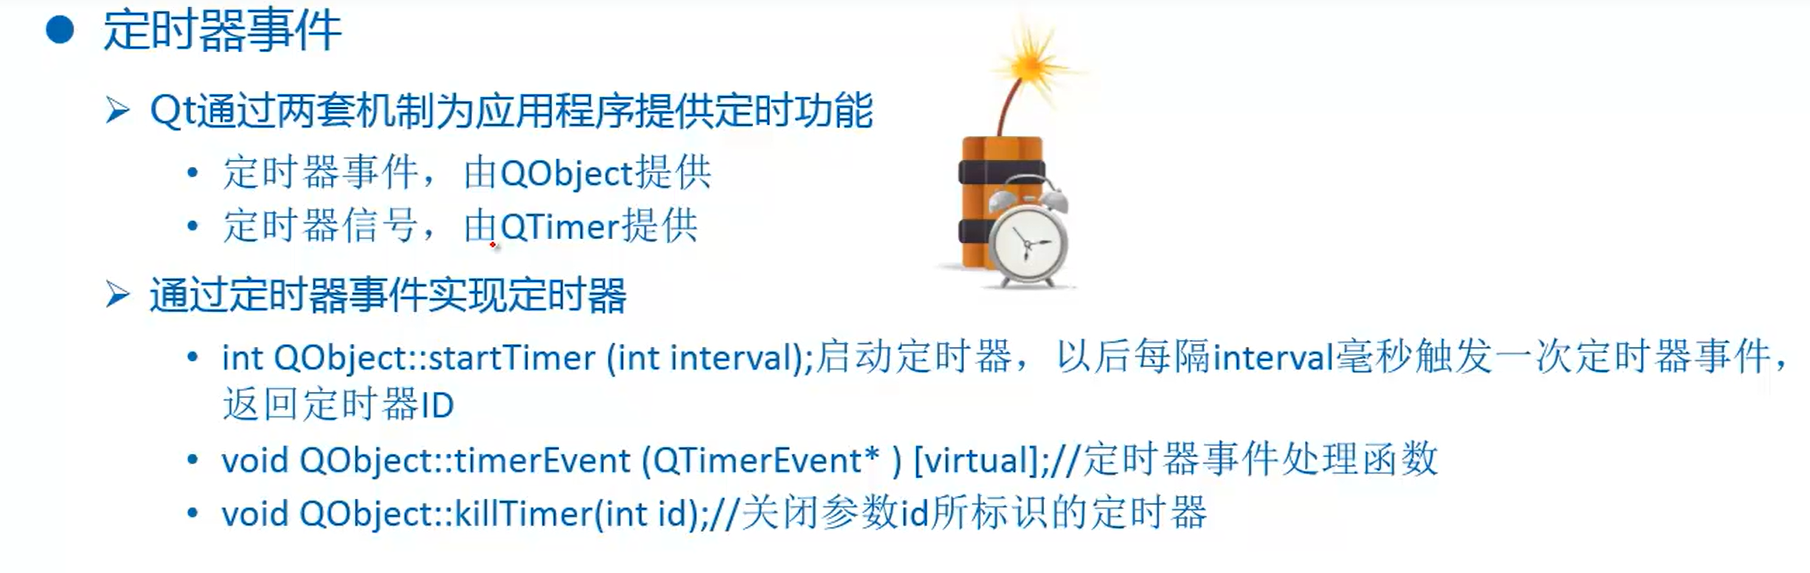 定时器事件
Qt通过两套机制为应用程序提供定时功能
定时器事件，由QObject提供
定时器信号，由QTimer提供
通过定时器事件实现定时器
int QObject::startTimer (int interval);启动定时器，以后每隔interval毫秒触发一次定时器事件，
返回定时器ID
void QObject::timerEvent (QTimerEvent* ) [virtual];//定时器事件处理函数
void QObject::killTimer(int id);//关闭参数id所标识的定时器